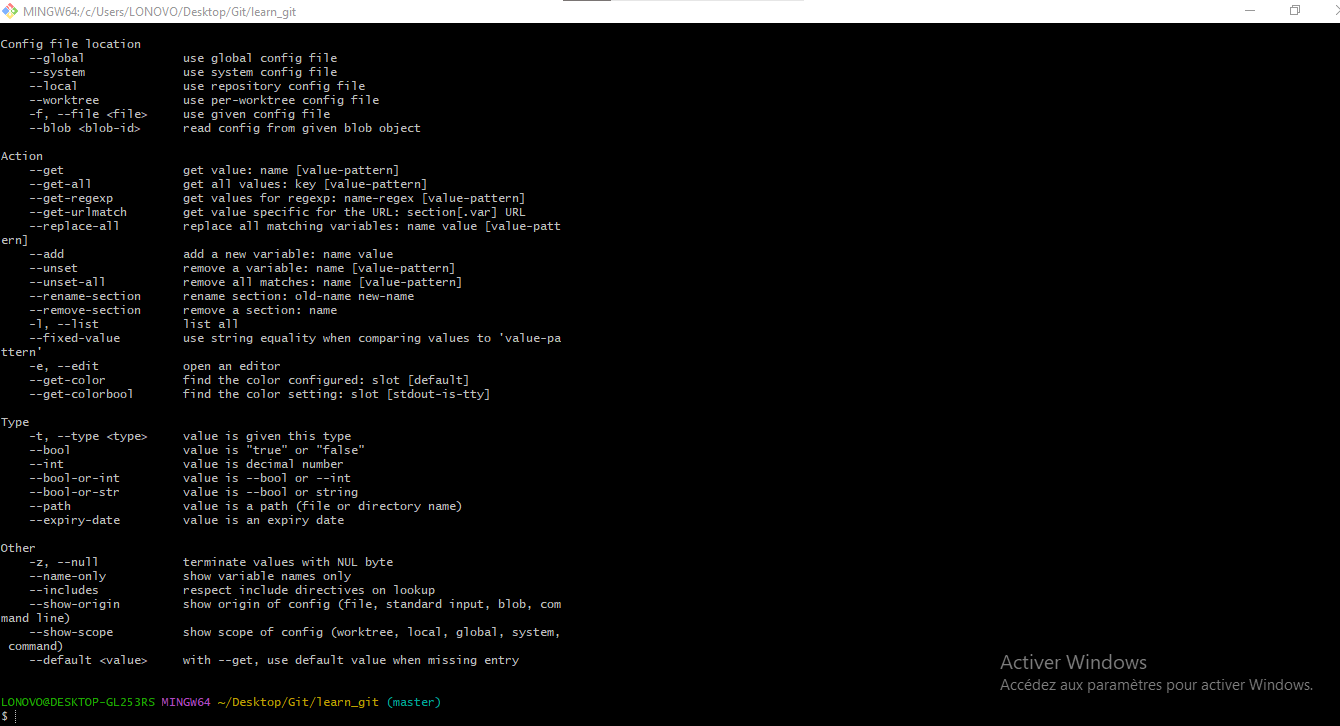 MINGW64:/c/Users/LONOVO/Desktop/Git/learn_git
Config file location
    --global              use global config file
    --system              use system config file
    --local               use repository config file
    --worktree            use per-worktree config file
    -f, --file <file>     use given config file
    --blob <blob-id>      read config from given blob object
Action
    --get                 get value: name [value-pattern]
    --get-all             get all values: key [value-pattern]
    --get-regexp          get values for regexp: name-regex [value-pattern]
    --get-urlmatch        get value specific for the URL: section[.var] URL
    --replace-all         replace all matching variables: name value [value-patt
ern]
    --add                 add a new variable: name value
    --unset               remove a variable: name [value-pattern]
    --unset-all           remove all matches: name [value-pattern]
    --rename-section      rename section: old-name new-name
    --remove-section      remove a section: name
    -l, --list            list all
    --fixed-value         use string equality when comparing values to 'value-pa
ttern'
    -e, --edit            open an editor
    --get-color           find the color configured: slot [default]
    --get-colorbool       find the color setting: slot [stdout-is-tty]
Type
    -t, --type <type>     value is given this type
    --bool                value is "true" or "false"
    --int                 value is decimal number
    --bool-or-int         value is --bool or --int
    --bool-or-str         value is --bool or string
    --path                value is a path (file or directory name)
    --expiry-date         value is an expiry date
Other
    -z, --null            terminate values with NUL byte
    --name-only           show variable names only
    --includes            respect include directives on lookup
    --show-origin         show origin of config (file, standard input, blob, com
mand line)
    --show-scope          show scope of config (worktree, local, global, system,
 command)
    --default <value>     with --get, use default value when missing entry
Activer Windows
Accédez aux paramètres pour activer Windows.
LONOVO@DESKTOP-GL253RS MINGW64 ~/Desktop/Git/learn_git (master)
$